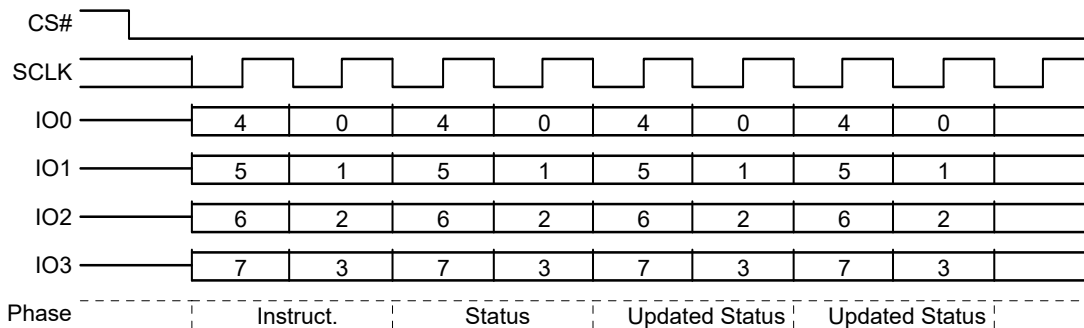 CS#
SCLK
IO0 4 0 4 0 4 0 4 0
IO1 5 1 5 1 5 1 5 1
IO2 6 2 6 2 6 2 6 2
IO3 7 3 7 3 7 3 7 3
Phase Instruct. Status Updated Status Updated Status